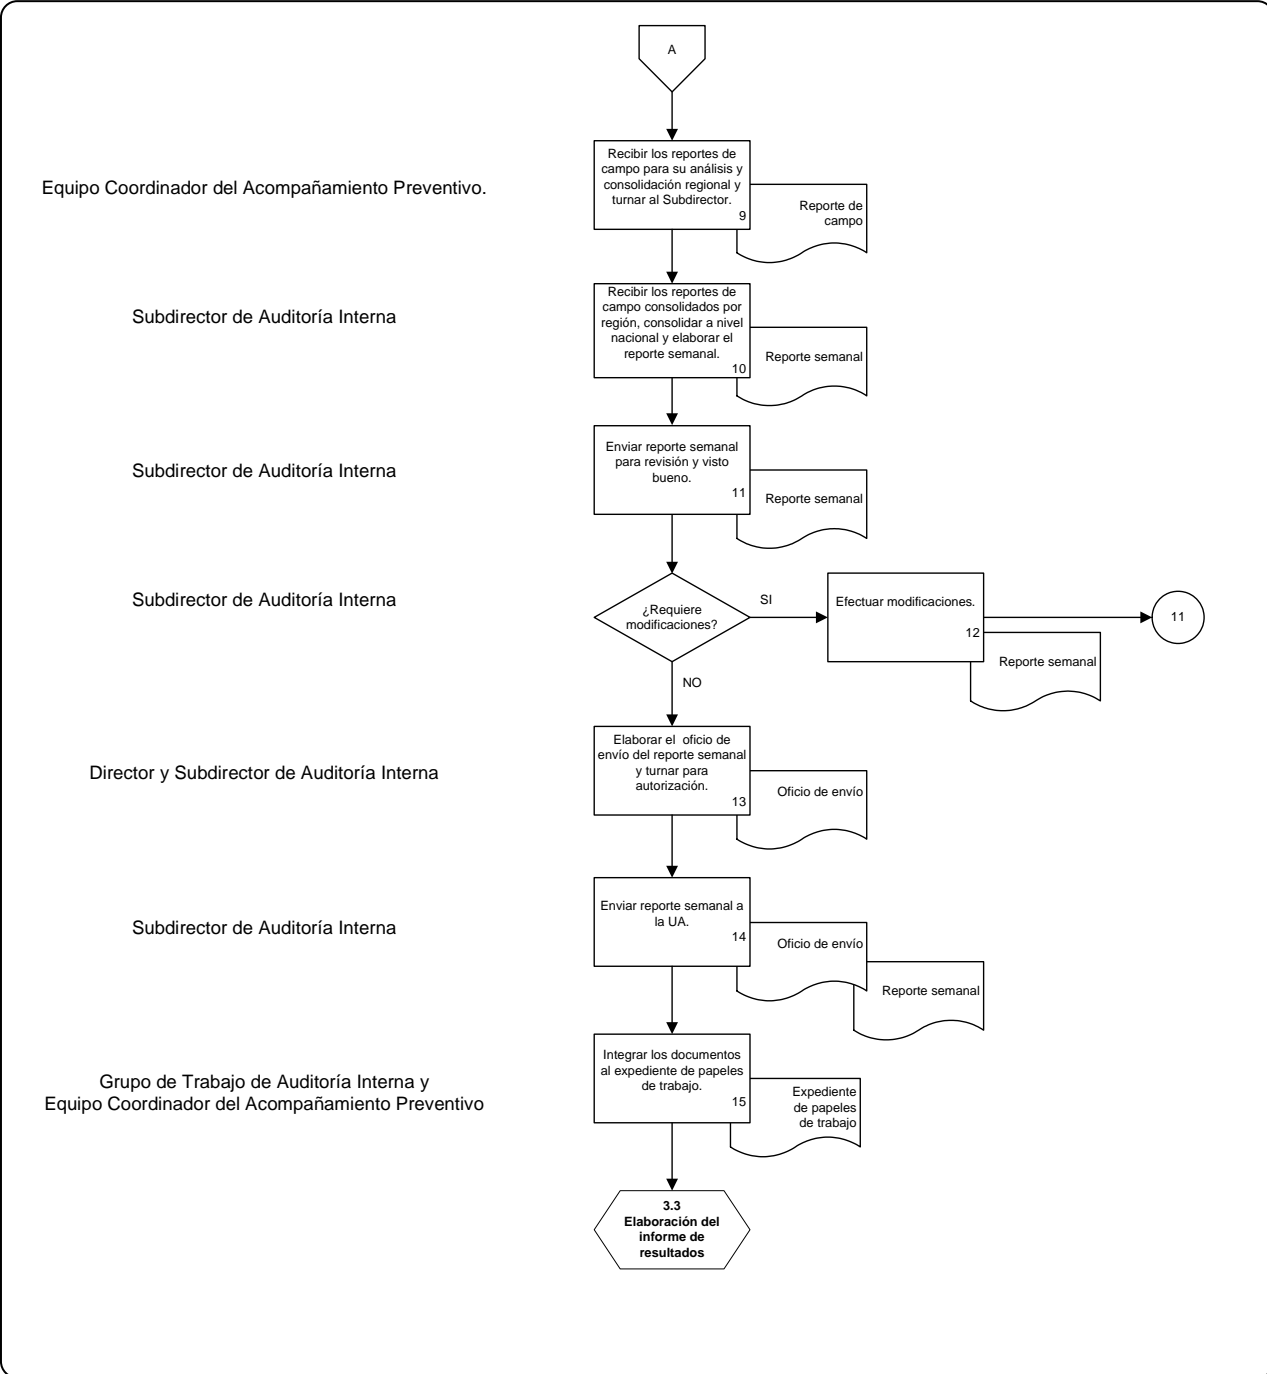 A
Equipo Coordinador del Acompañamiento Preventivo.
Recibir los reportes de
campo para su análisis y
consolidación regional y
turnar al Subdirector.
9
Reporte de
campo
Subdirector de Auditoría Interna
Recibir los reportes de
campo consolidados por
región, consolidar a nivel
nacional y elaborar el
reporte semanal.
10
Reporte semanal
Subdirector de Auditoría Interna
Enviar reporte semanal
para revisión y visto
bueno.
11
Reporte semanal
Subdirector de Auditoría Interna
¿Requiere
modificaciones?
SI
Efectuar modificaciones.
12
Reporte semanal
11
NO
Director y Subdirector de Auditoría Interna
Elaborar el  oficio de
envío del reporte semanal
y turnar para
autorización.
13
Oficio de envío
Subdirector de Auditoría Interna
Enviar reporte semanal a
la UA.
14
Oficio de envío
Reporte semanal
Grupo de Trabajo de Auditoría Interna y
Equipo Coordinador del Acompañamiento Preventivo
Integrar los documentos
al expediente de papeles
de trabajo.
15
Expediente
de papeles
de trabajo
3.3
Elaboración del
informe de
resultados